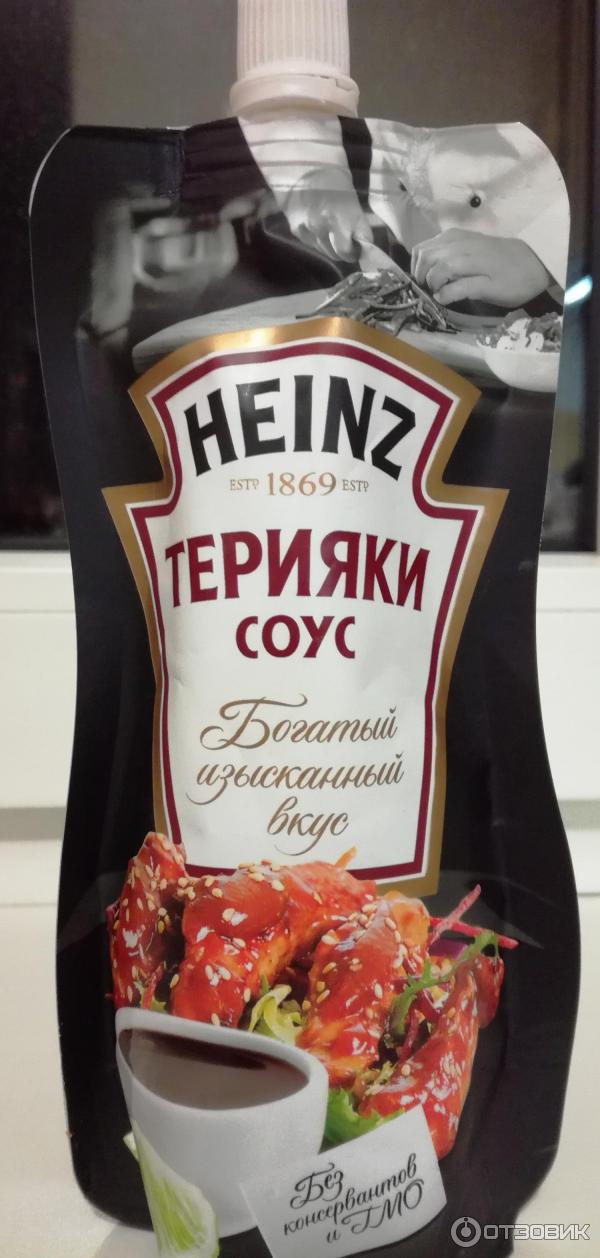 HEINZ
ESTD 1869 ESTD
ТЕРИЯКИ
СОУС
Богатый
изысканный
вкус
Без
консервантов
и ГМО
ОТЗОВИК